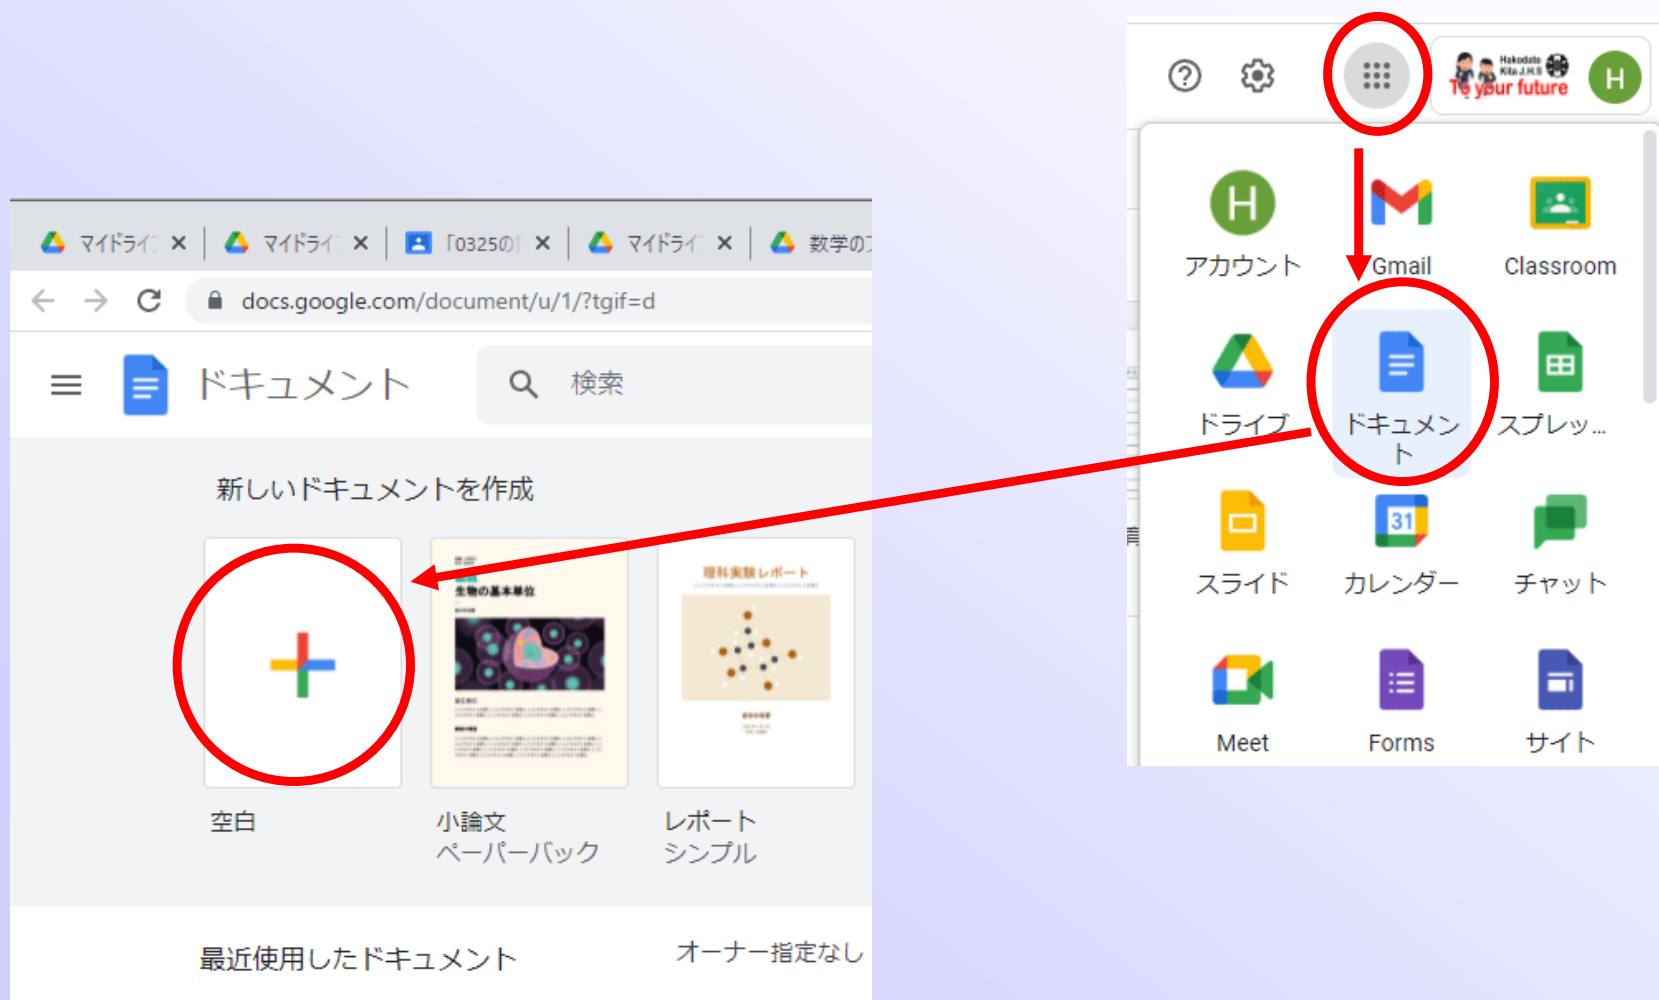 Hakodate
Kita J.H.S
To your future
H
H
アカウント
Gmail
Classroom
ドライブ
ドキュメン
ト
スプレッ...
31
スライド
カレンダー
チャット
Meet
Forms
サイト
マイドライ
マイドライ
「0325の
マイドライ
数学の
docs.google.com/document/u/1/?tgif=d
ドキュメント
検索
新しいドキュメントを作成
生物の基本単位
理科実験レポート
空白
小論文
ペーパーバック
レポート
シンプル
最近使用したドキュメント
オーナー指定なし